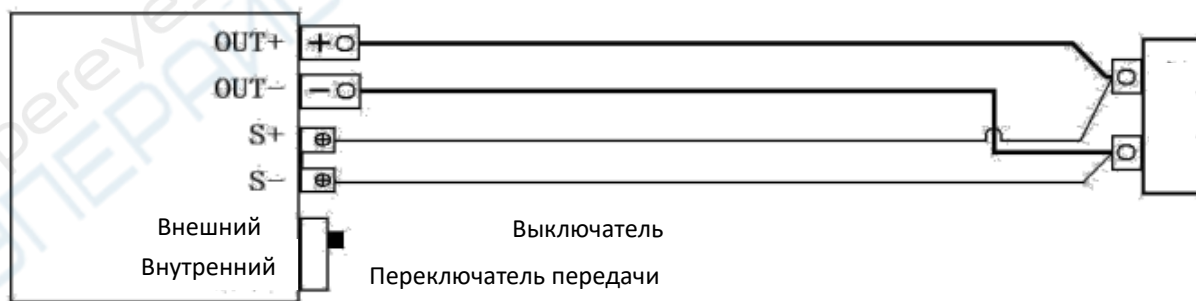 OUT+
OUT-
S+
S-
Внешний
Выключатель
Внутренний
Переключатель передачи